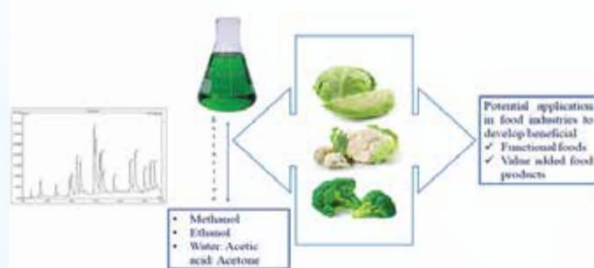 Extraction
• Methanol
• Ethanol
• Water: Acetic
acid: Acetone
Potential application
in food industries to
develop beneficial
✓ Functional foods
✓ Value added food
products